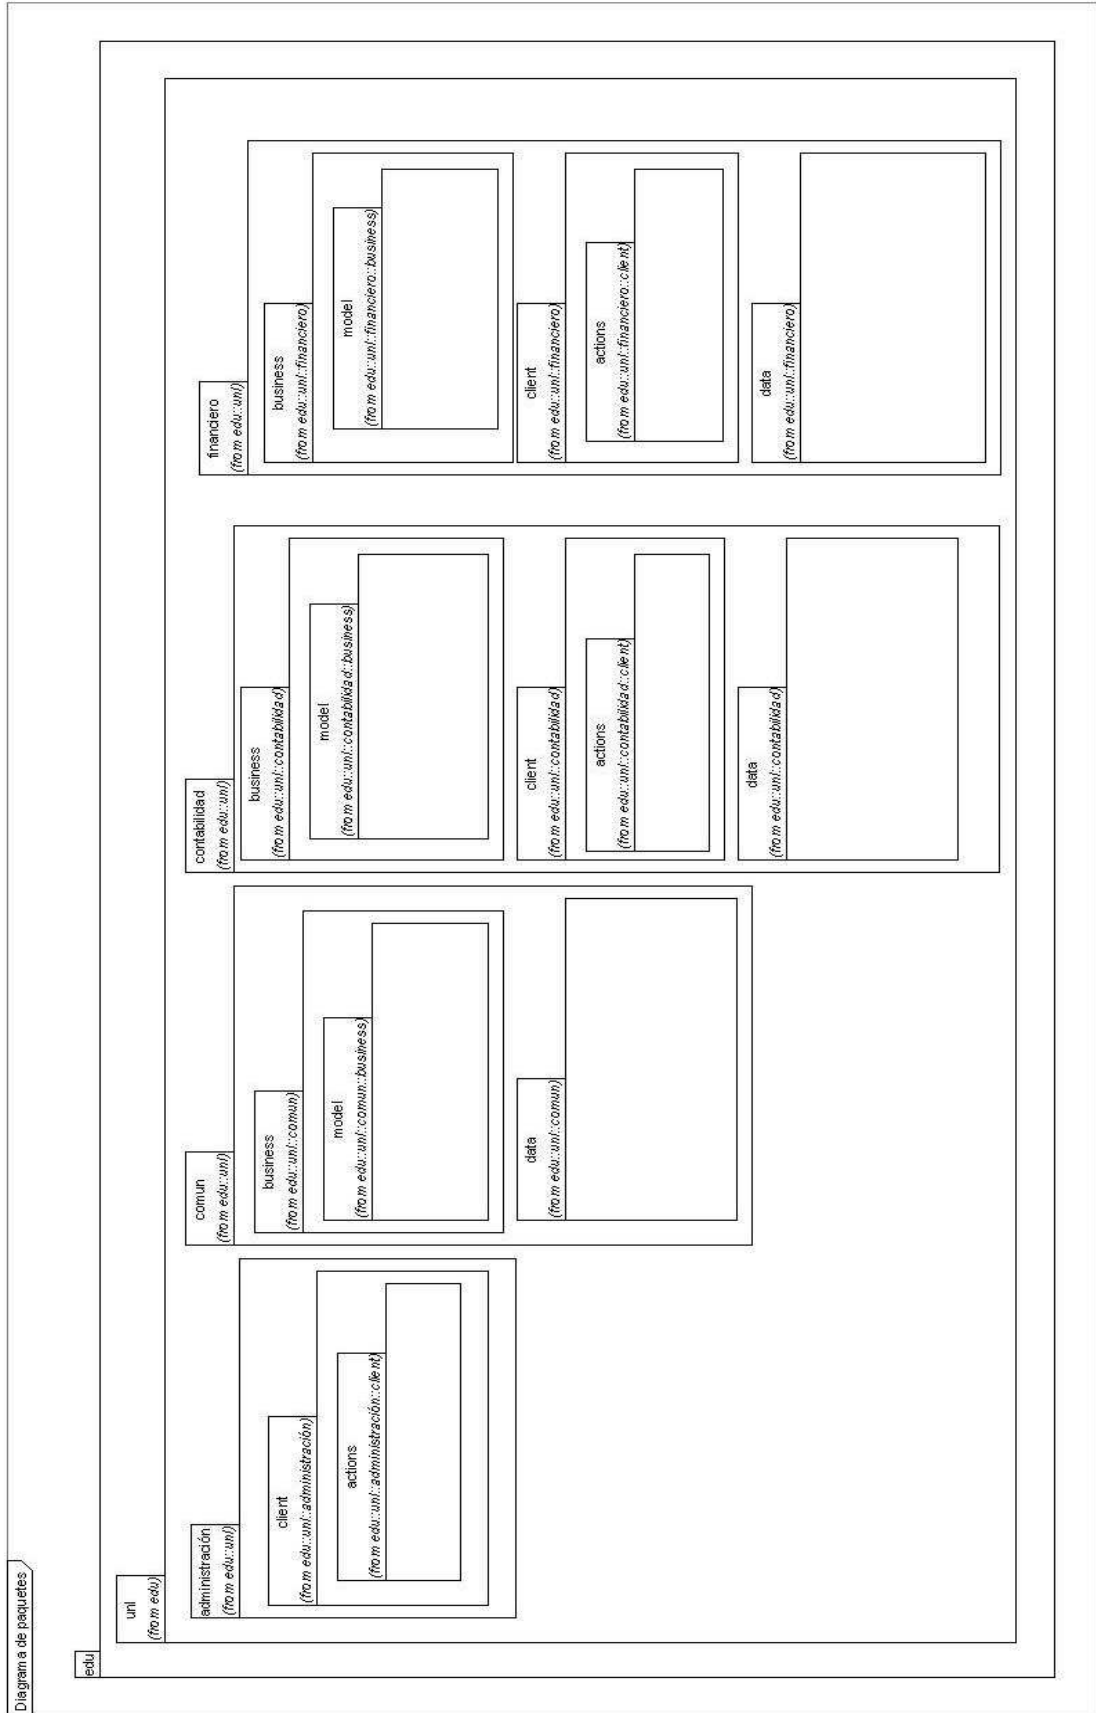 Diagrama de paquetes
edu
unl
(from edu)
administración
(from edu::unl)
client
(from edu::unl::administración)
actions
(from edu::unl::administración::client)
comun
(from edu::unl)
business
(from edu::unl::comun)
model
(from edu::unl::comun::business)
data
(from edu::unl::comun)
contabilidad
(from edu::unl)
business
(from edu::unl::contabilidad)
model
(from edu::unl::contabilidad::business)
client
(from edu::unl::contabilidad)
actions
(from edu::unl::contabilidad::client)
data
(from edu::unl::contabilidad)
financiero
(from edu::unl)
business
(from edu::unl::financiero)
model
(from edu::unl::financiero::business)
client
(from edu::unl::financiero)
actions
(from edu::unl::financiero::client)
data
(from edu::unl::financiero)